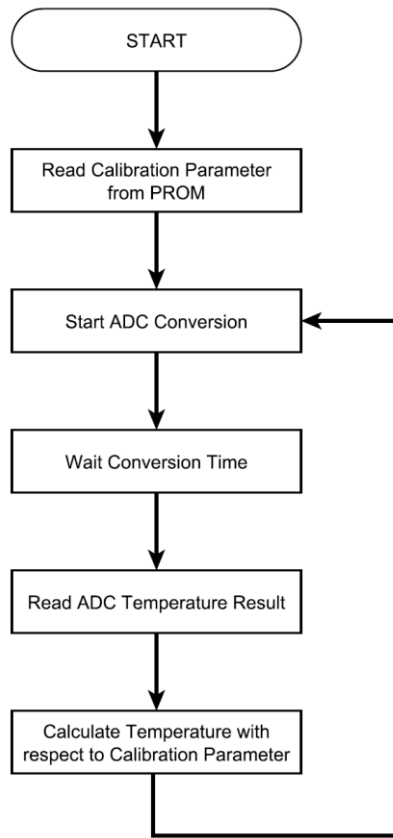 START
Read Calibration Parameter
from PROM
Start ADC Conversion
Wait Conversion Time
Read ADC Temperature Result
Calculate Temperature with
respect to Calibration Parameter